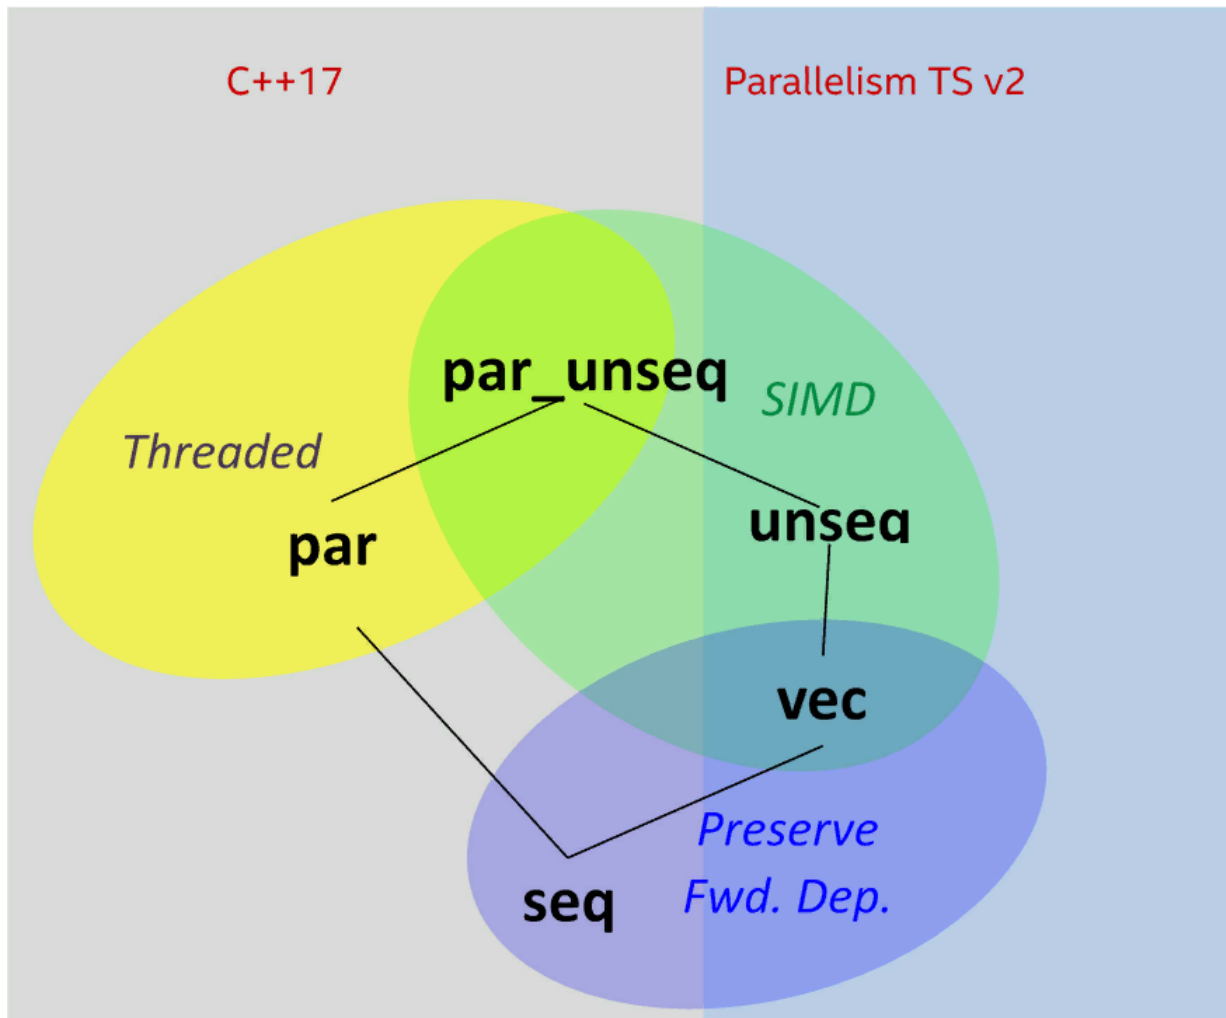 C++17
Parallelism TS v2
par_unseq
SIMD
Threaded
unseq
par
vec
Preserve
Fwd. Dep.
seq